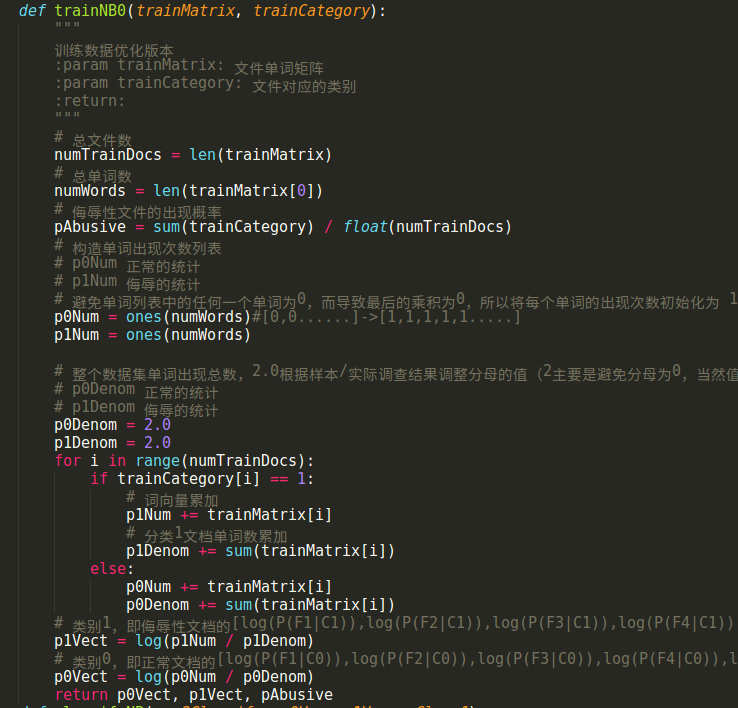 def trainNB0(trainMatrix, trainCategory):
"""
训练数据优化版本
:param trainMatrix: 文件单词矩阵
:param trainCategory: 文件对应的类别
:return:
"""
# 总文件数
numTrainDocs = len(trainMatrix)
# 总单词数
numWords = len(trainMatrix[0])
# 侮辱性文件的出现概率
pAbusive = sum(trainCategory) / float(numTrainDocs)
# 构造单词出现次数列表
# p0Num 正常的统计
# p1Num 侮辱的统计
# 避免单词列表中的任何一个单词为0，而导致最后的乘积为0，所以将每个单词的出现次数初始化为 1
p0Num = ones(numWords)#[0,0......]->[1,1,1,1,1.....]
p1Num = ones(numWords)
# 整个数据集单词出现总数，2.0根据样本/实际调查结果调整分母的值（2主要是避免分母为0，当然值
# p0Denom 正常的统计
# p1Denom 侮辱的统计
p0Denom = 2.0
p1Denom = 2.0
for i in range(numTrainDocs):
if trainCategory[i] == 1:
# 词向量累加
p1Num += trainMatrix[i]
# 分类1文档单词数累加
p1Denom += sum(trainMatrix[i])
else:
p0Num += trainMatrix[i]
p0Denom += sum(trainMatrix[i])
# 类别1，即侮辱性文档的[log(P(F1|C1)),log(P(F2|C1)),log(P(F3|C1)),log(P(F4|C1))
p1Vect = log(p1Num / p1Denom)
# 类别0，即正常文档的[log(P(F1|C0)),log(P(F2|C0)),log(P(F3|C0)),log(P(F4|C0)),l
p0Vect = log(p0Num / p0Denom)
return p0Vect, p1Vect, pAbusive